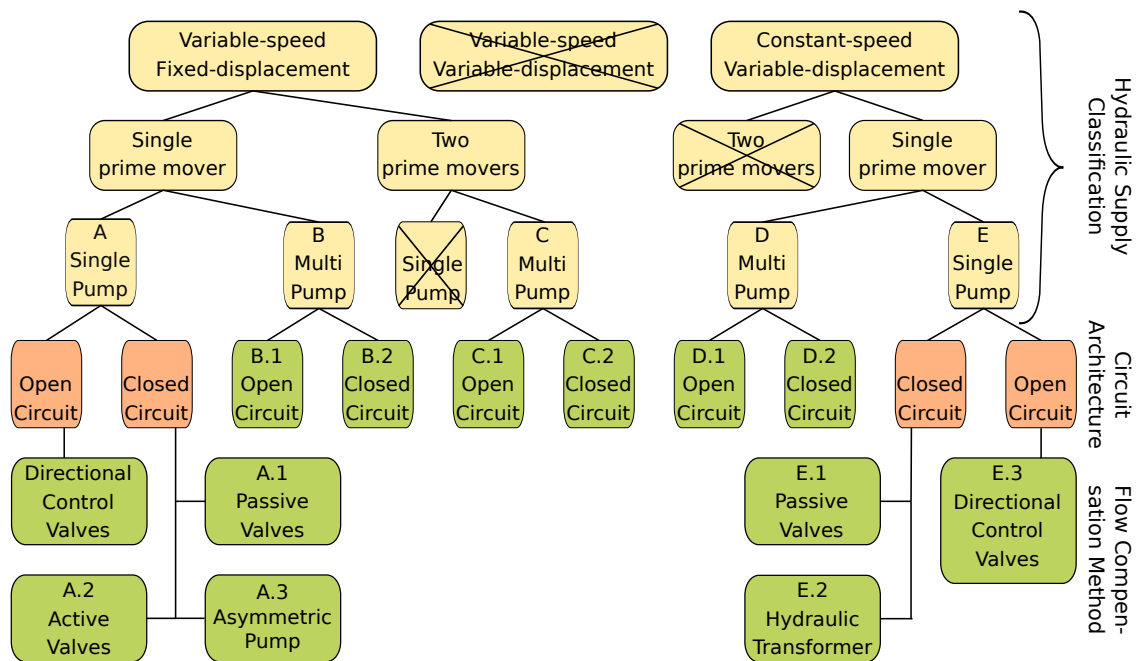 Variable-speed
Fixed-displacement
Variable-speed
Variable-displacement
Constant-speed
Variable-displacement
Single
prime mover
Two
prime movers
Two
prime movers
Single
prime mover
A
Single
Pump
B
Multi
Pump
Single
Pump
C
Multi
Pump
D
Multi
Pump
E
Single
Pump
Hydraulic Supply
Classification
Open
Circuit
Closed
Circuit
B.1
Open
Circuit
B.2
Closed
Circuit
C.1
Open
Circuit
C.2
Closed
Circuit
D.1
Open
Circuit
D.2
Closed
Circuit
Closed
Circuit
Open
Circuit
Circuit
Architecture
Directional
Control
Valves
A.1
Passive
Valves
E.1
Passive
Valves
E.3
Directional
Control
Valves
A.2
Active
Valves
A.3
Asymmetric
Pump
E.2
Hydraulic
Transformer
Flow Compen-
sation Method